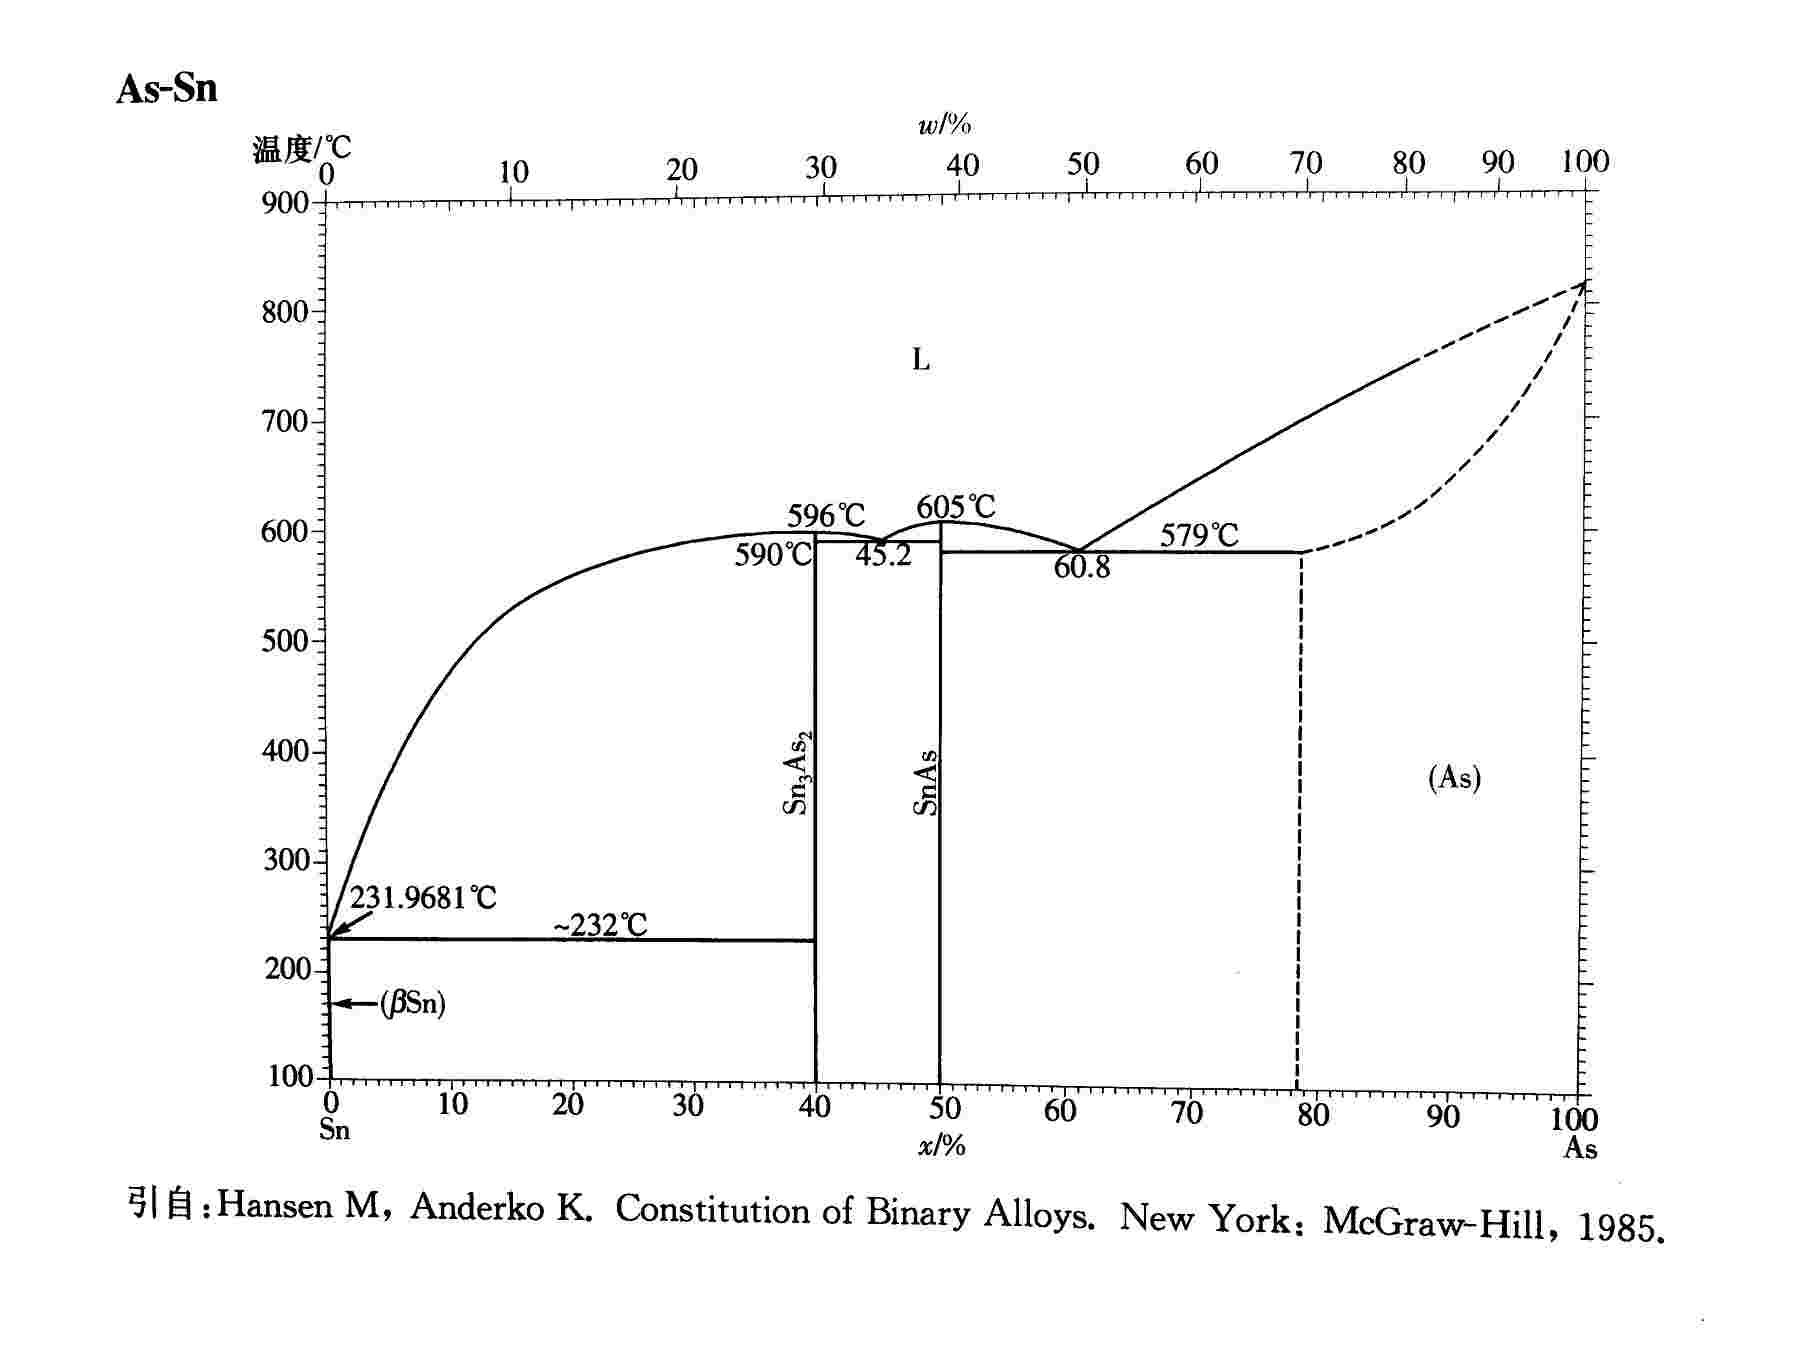 As-Sn
w/%
温度/℃
0 10 20 30 40 50 60 70 80 90 100
900
800
L
700
605℃
596℃
600
579℃
590℃ 45.2
60.8
500
Sn₃As₂
SnAs
400
(As)
300
231.9681℃
~232℃
200
(βSn)
100
0 10 20 30 40 50 60 70 80 90 100
Sn
x/%
As
引自:Hansen M, Anderko K. Constitution of Binary Alloys. New York: McGraw-Hill, 1985.